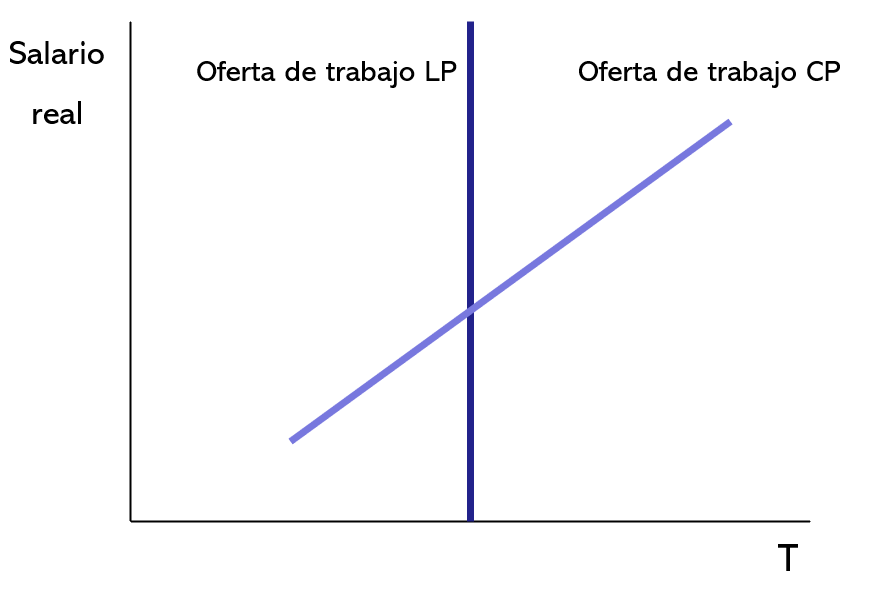 Salario
real
Oferta de trabajo LP
Oferta de trabajo CP
T